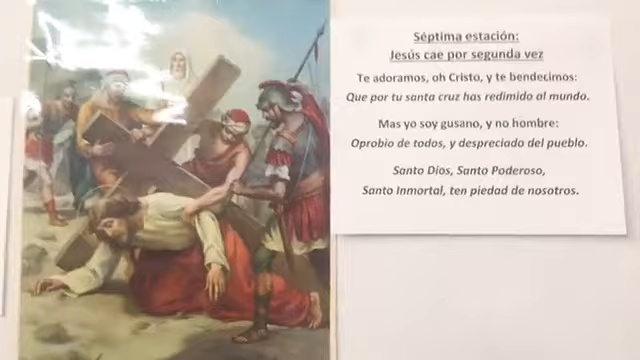 Séptima estación:
Jesús cae por segunda vez
Te adoramos, oh Cristo, y te bendecimos:
Que por tu santa cruz has redimido al mundo.
Mas yo soy gusano, y no hombre:
Oprobio de todos, y despreciado del pueblo.
Santo Dios, Santo Poderoso,
Santo Inmortal, ten piedad de nosotros.